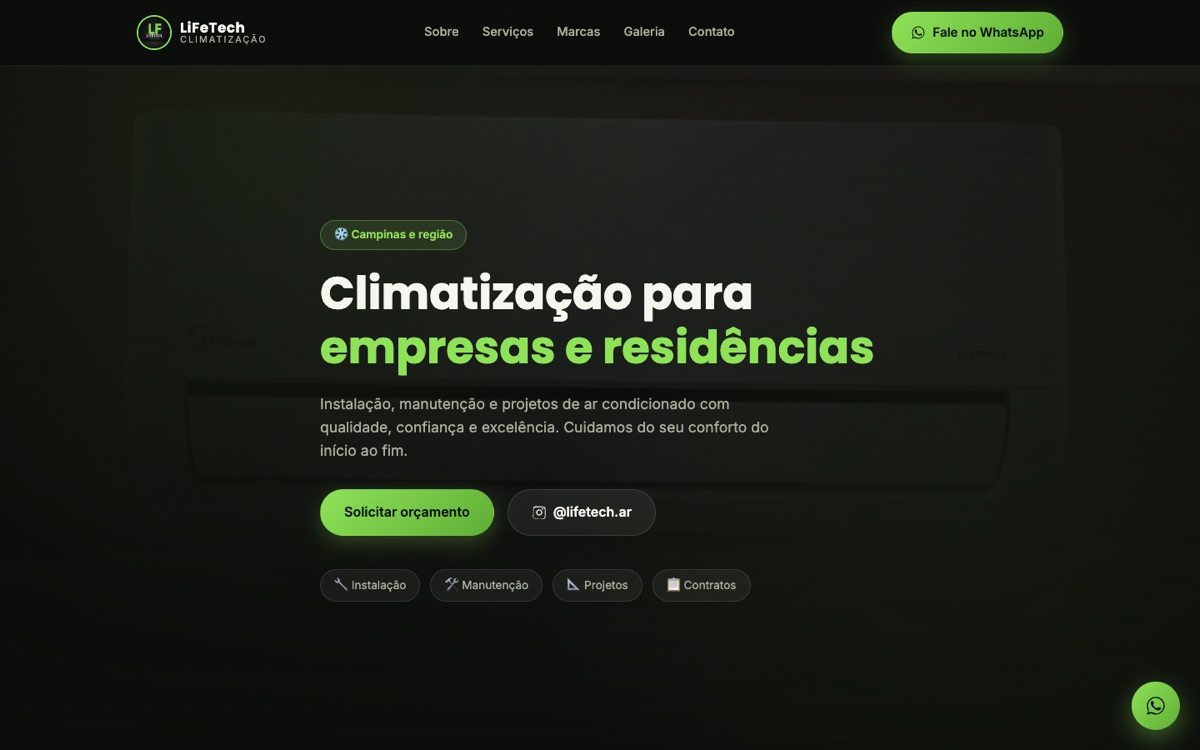 LF
LiFeTech
CLIMATIZAÇÃO
Sobre
Serviços
Marcas
Galeria
Contato
Fale no WhatsApp
Campinas e região
Climatização para
empresas e residências
Instalação, manutenção e projetos de ar condicionado com
qualidade, confiança e excelência. Cuidamos do seu conforto do
início ao fim.
Solicitar orçamento
@lifetech.ar
Instalação
Manutenção
Projetos
Contratos